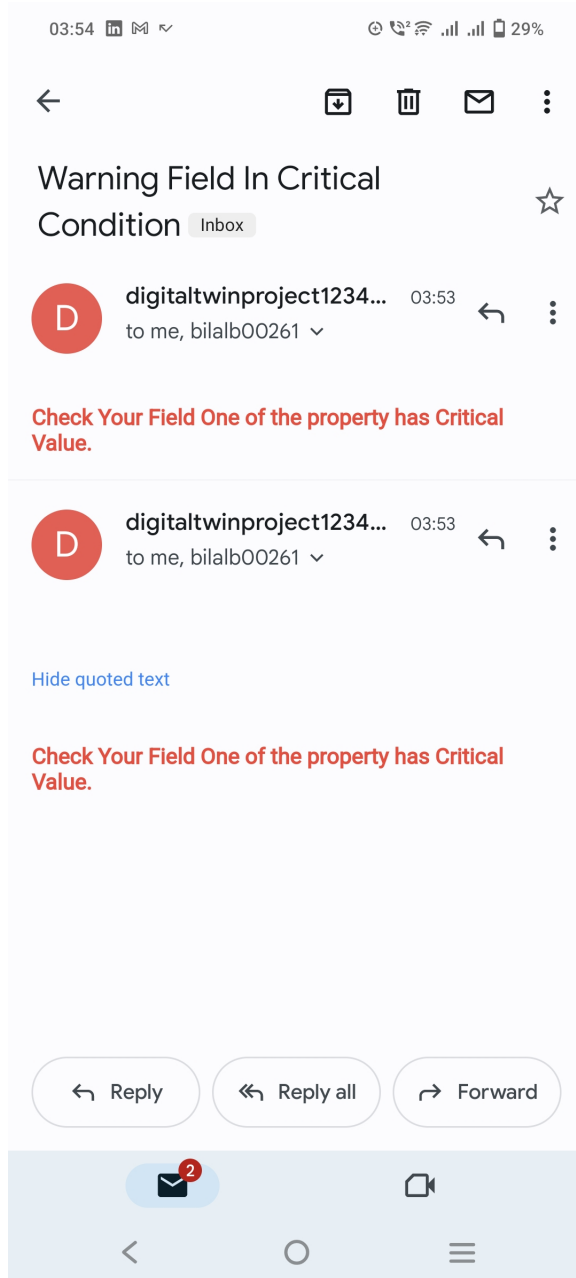 03:54 29%
Warning Field In Critical
Condition Inbox
D digitaltwinproject1234... 03:53
to me, bilalb00261
Check Your Field One of the property has Critical
Value.
D digitaltwinproject1234... 03:53
to me, bilalb00261
Hide quoted text
Check Your Field One of the property has Critical
Value.
Reply Reply all Forward
2